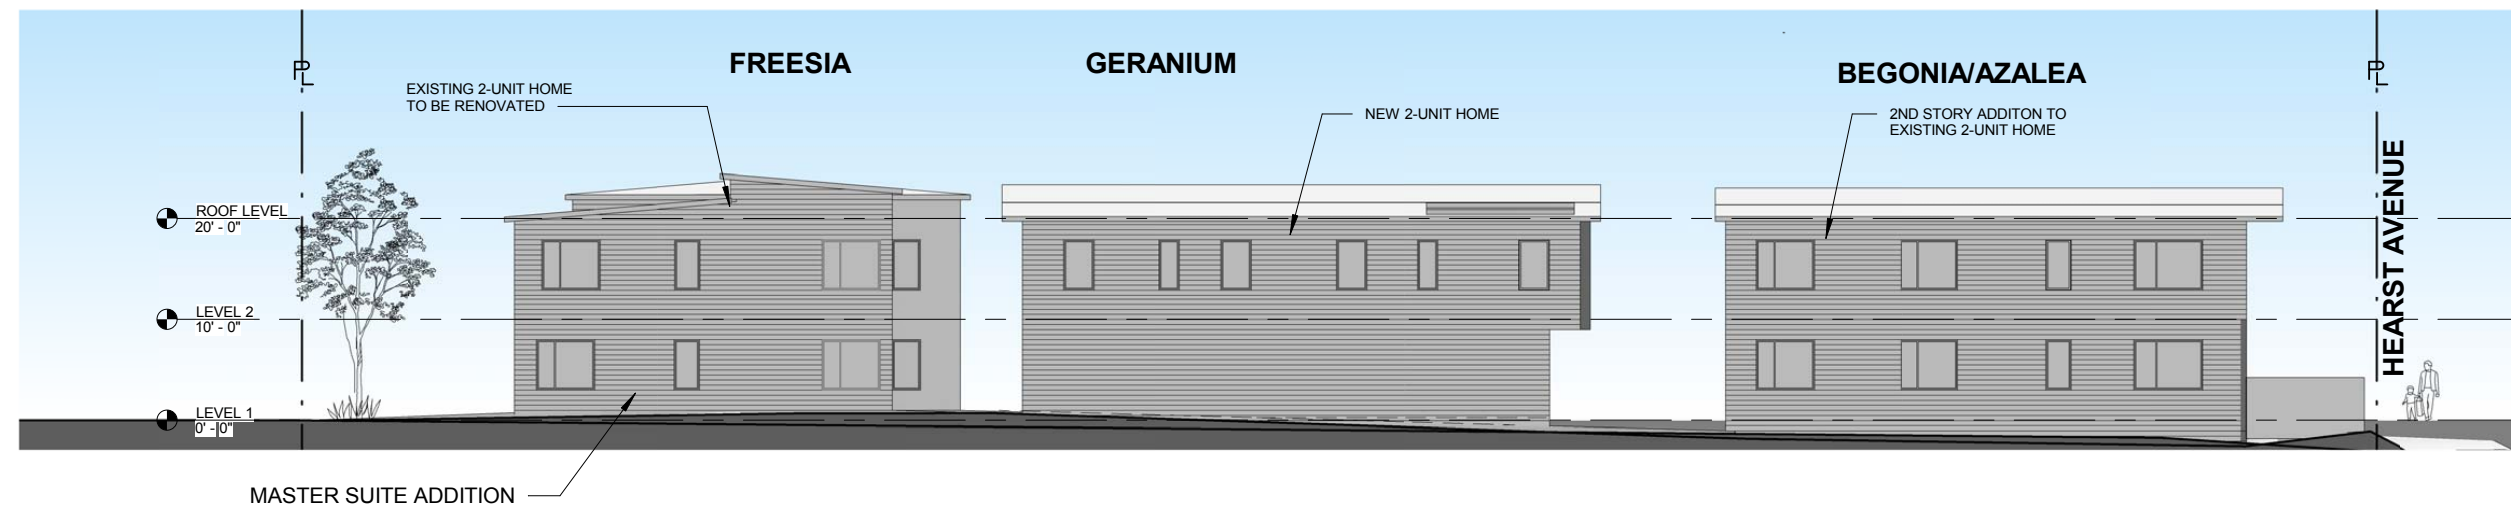 FREESIA
GERANIUM
BEGONIA/AZALEA
PL
PL
EXISTING 2-UNIT HOME
TO BE RENOVATED
NEW 2-UNIT HOME
2ND STORY ADDITON TO
EXISTING 2-UNIT HOME
HEARST AVENUE
ROOF LEVEL
20' - 0"
LEVEL 2
10' - 0"
LEVEL 1
0' - 0"
MASTER SUITE ADDITION